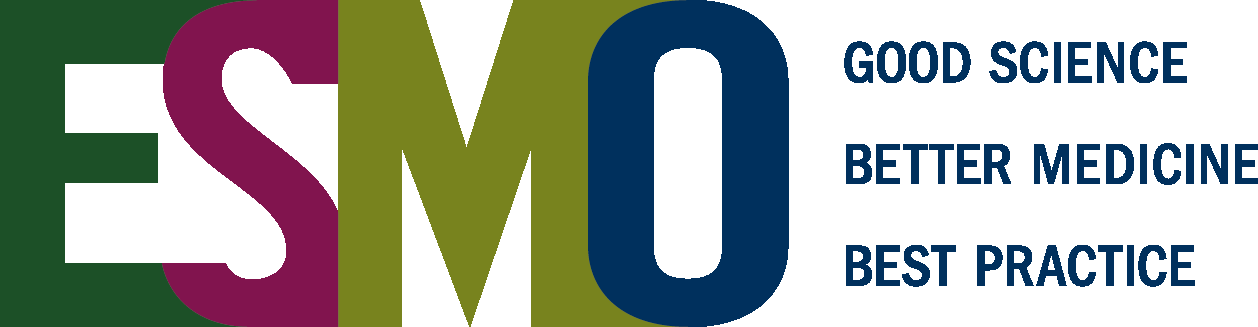 ESMO
GOOD SCIENCE
BETTER MEDICINE
BEST PRACTICE